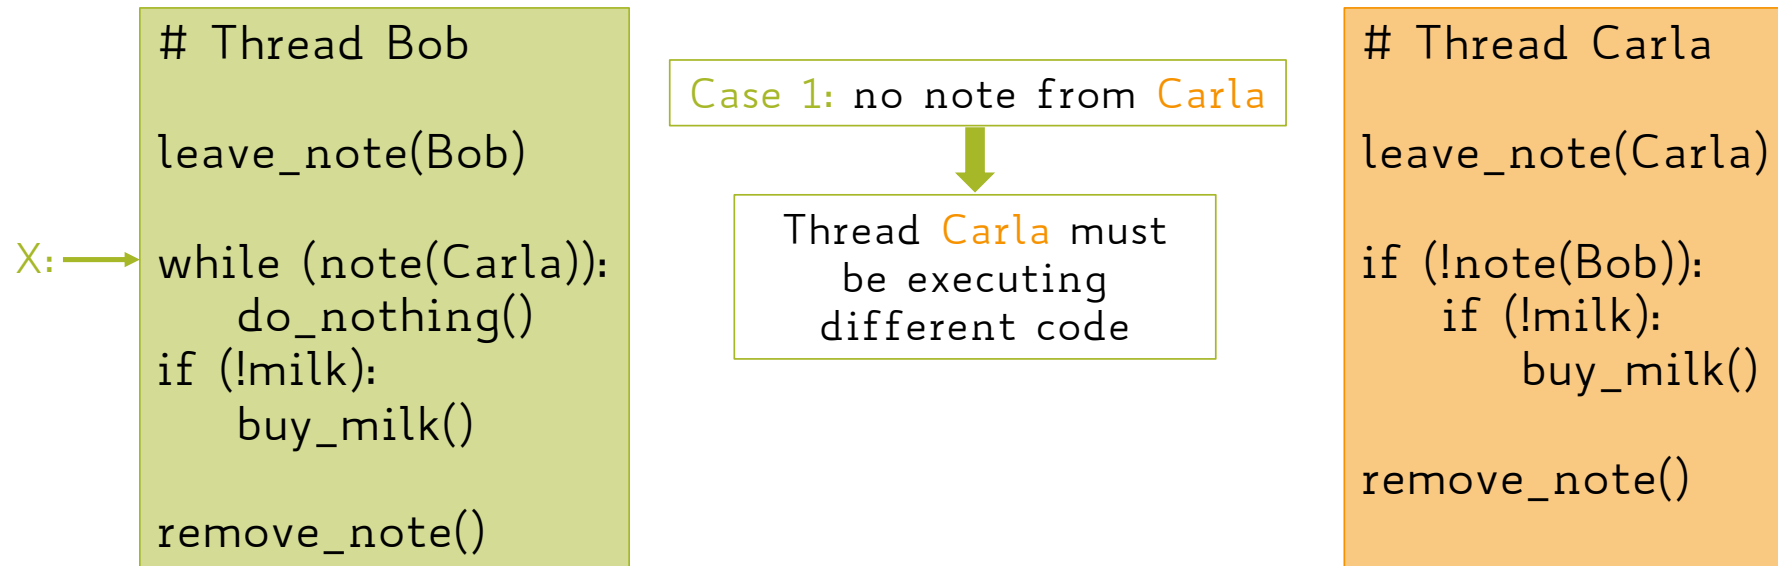 # Thread Bob
leave_note(Bob)
X:
while (note(Carla)):
do_nothing()
if (!milk):
buy_milk()
remove_note()
Case 1: no note from Carla
Thread Carla must
be executing
different code
# Thread Carla
leave_note(Carla)
if (!note(Bob)):
if (!milk):
buy_milk()
remove_note()